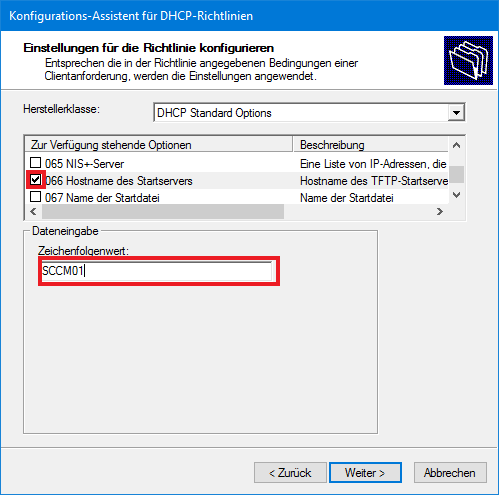 Konfigurations-Assistent für DHCP-Richtlinien
Einstellungen für die Richtlinie konfigurieren
Entsprechen die in der Richtlinie angegebenen Bedingungen einer
Clientanforderung, werden die Einstellungen angewendet.
Herstellerklasse: DHCP Standard Options
Zur Verfügung stehende Optionen Beschreibung
065 NIS+-Server Eine Liste von IP-Adressen, die
066 Hostname des Startservers Hostname des TFTP-Startserve
067 Name der Startdatei Name der Startdatei
Dateneingabe
Zeichenfolgenwert:
SCCM01
< Zurück Weiter > Abbrechen